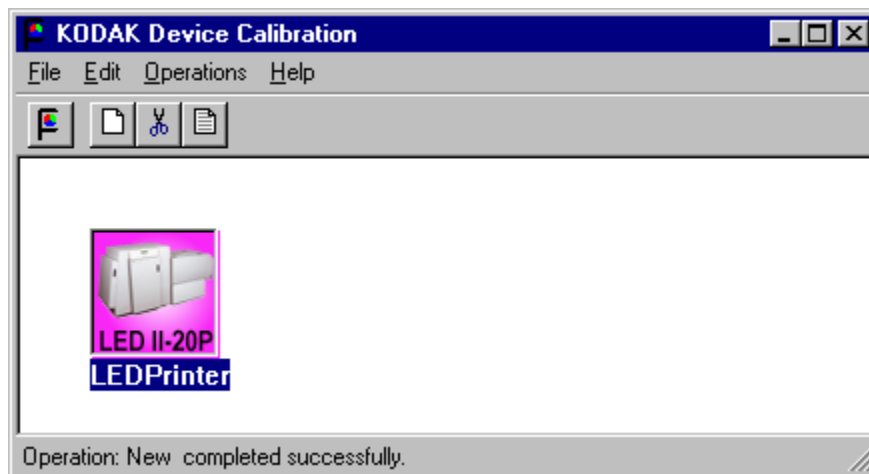 KODAK Device Calibration
File Edit Operations Help
LED II-20P
LEDPrinter
Operation: New  completed successfully.